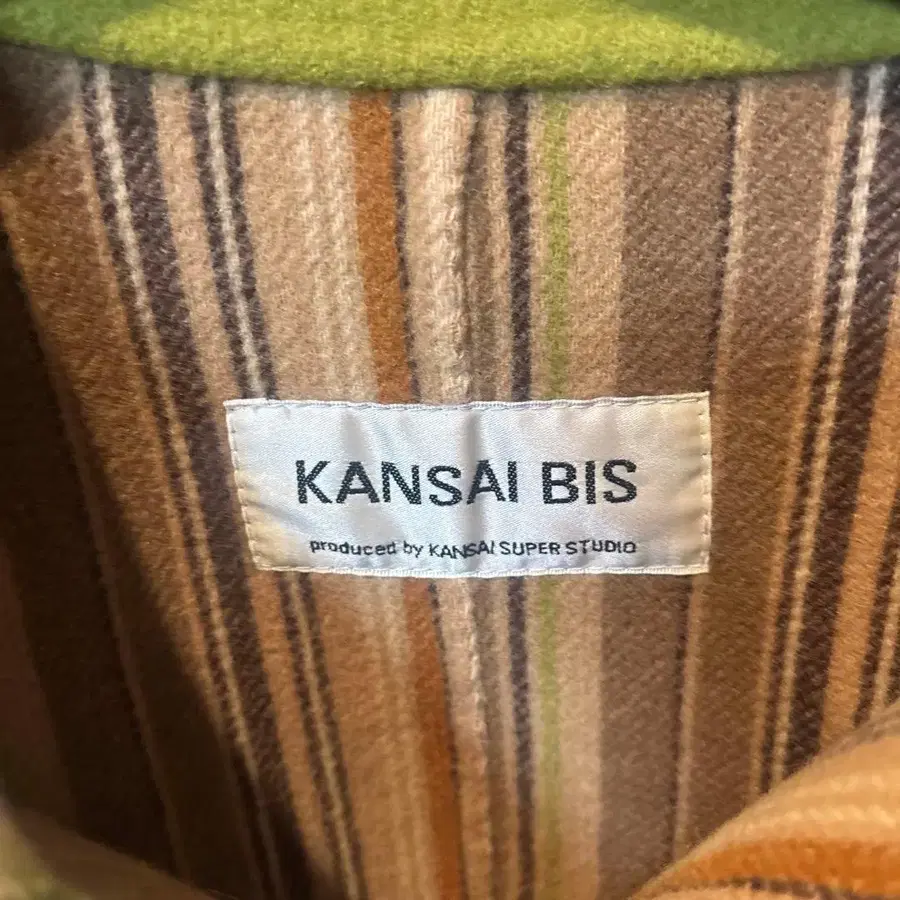 KANSAI BIS
produced by KANSAI SUPER STUDIO